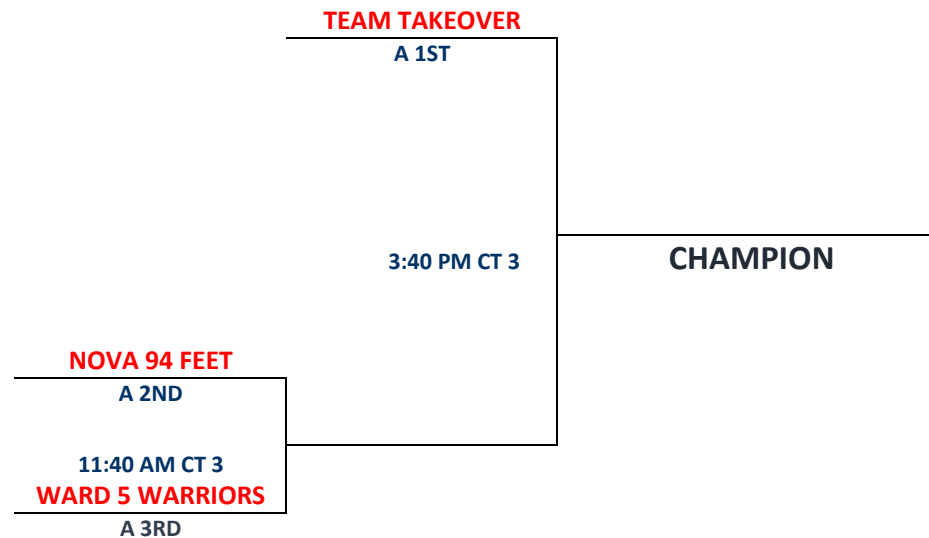 TEAM TAKEOVER
A 1ST
3:40 PM CT 3
CHAMPION
NOVA 94 FEET
A 2ND
11:40 AM CT 3
WARD 5 WARRIORS
A 3RD